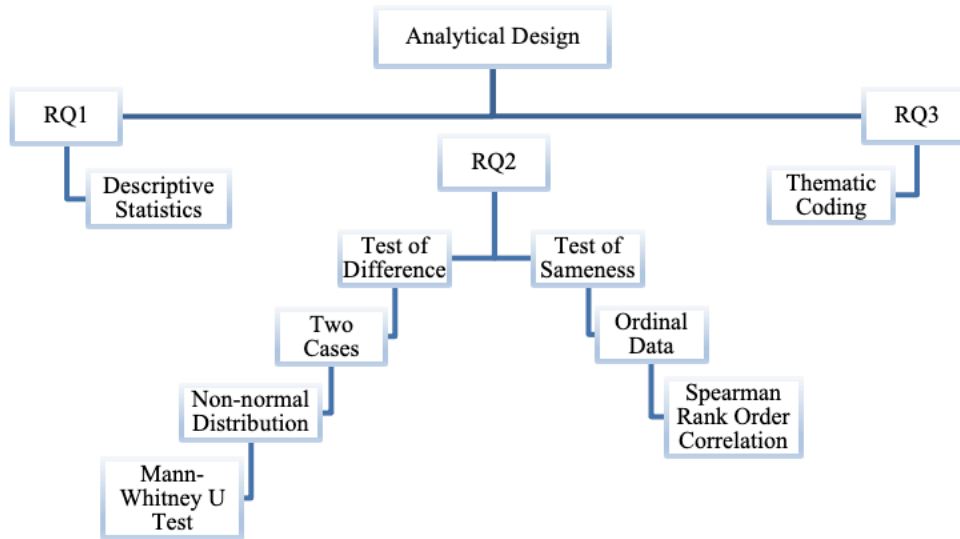 Analytical Design
RQ1
RQ3
RQ2
Descriptive
Statistics
Thematic
Coding
Test of
Difference
Test of
Sameness
Two
Cases
Ordinal
Data
Non-normal
Distribution
Spearman
Rank Order
Correlation
Mann-
Whitney U
Test